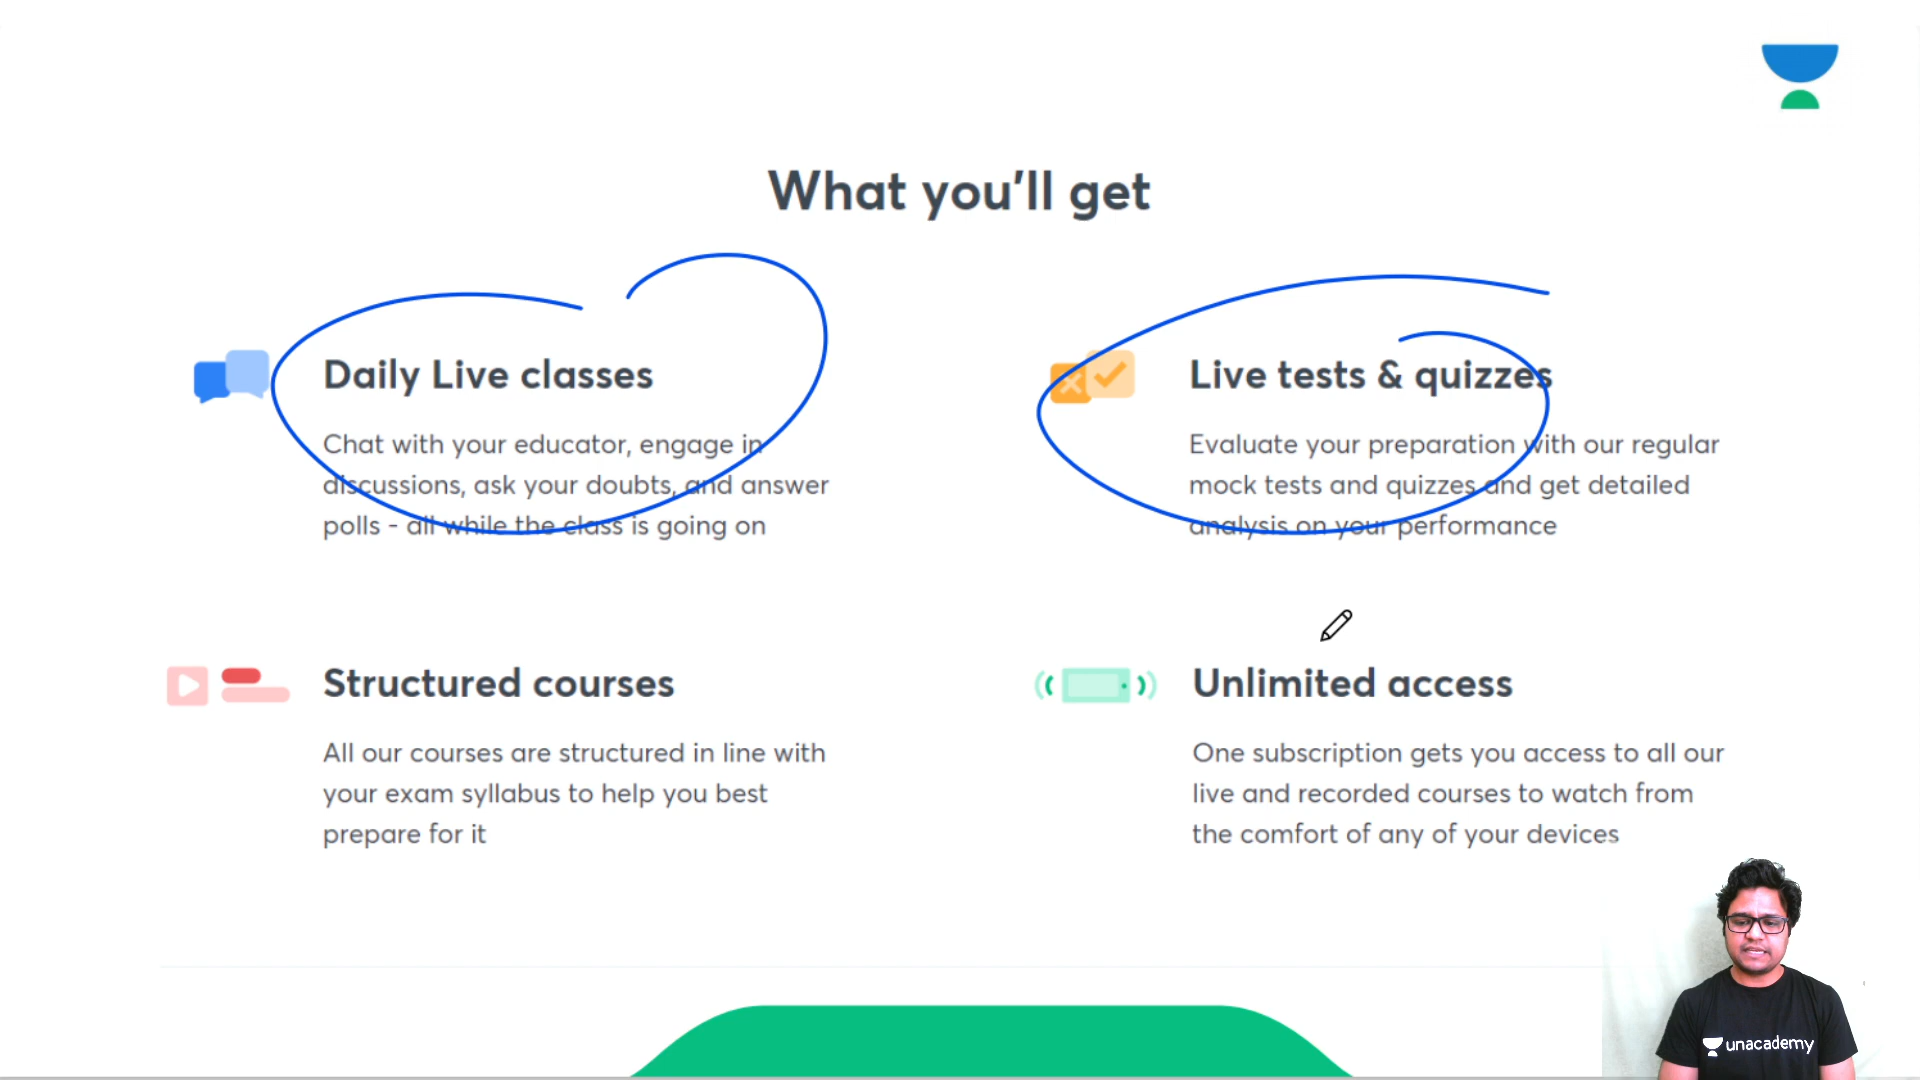 What you'll get
Daily Live classes
Chat with your educator, engage in
discussions, ask your doubts, and answer
polls - all while the class is going on
Live tests & quizzes
Evaluate your preparation with our regular
mock tests and quizzes and get detailed
analysis on your performance
Structured courses
All our courses are structured in line with
your exam syllabus to help you best
prepare for it
Unlimited access
One subscription gets you access to all our
live and recorded courses to watch from
the comfort of any of your devices
unacademy